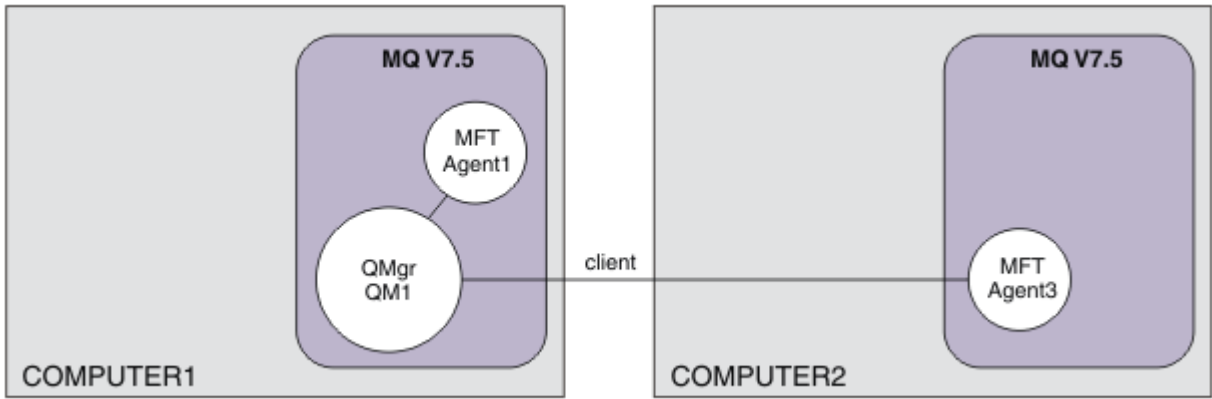 MQ V7.5
MFT
Agent1
QMgr
QM1
COMPUTER1
client
MQ V7.5
MFT
Agent3
COMPUTER2